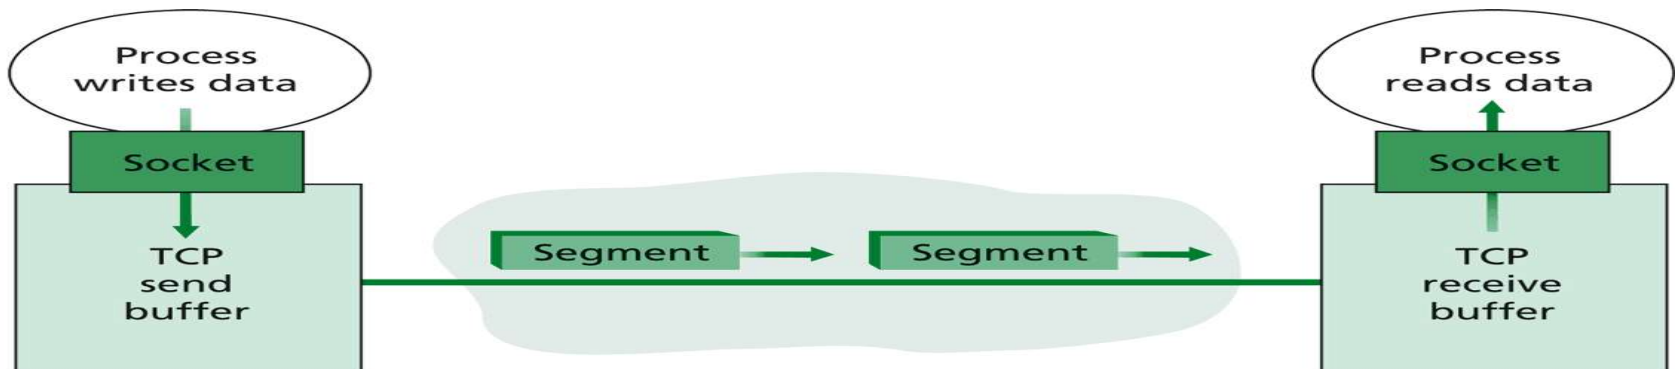 Process
writes data
Socket
TCP
send
buffer
Segment
Segment
Process
reads data
Socket
TCP
receive
buffer